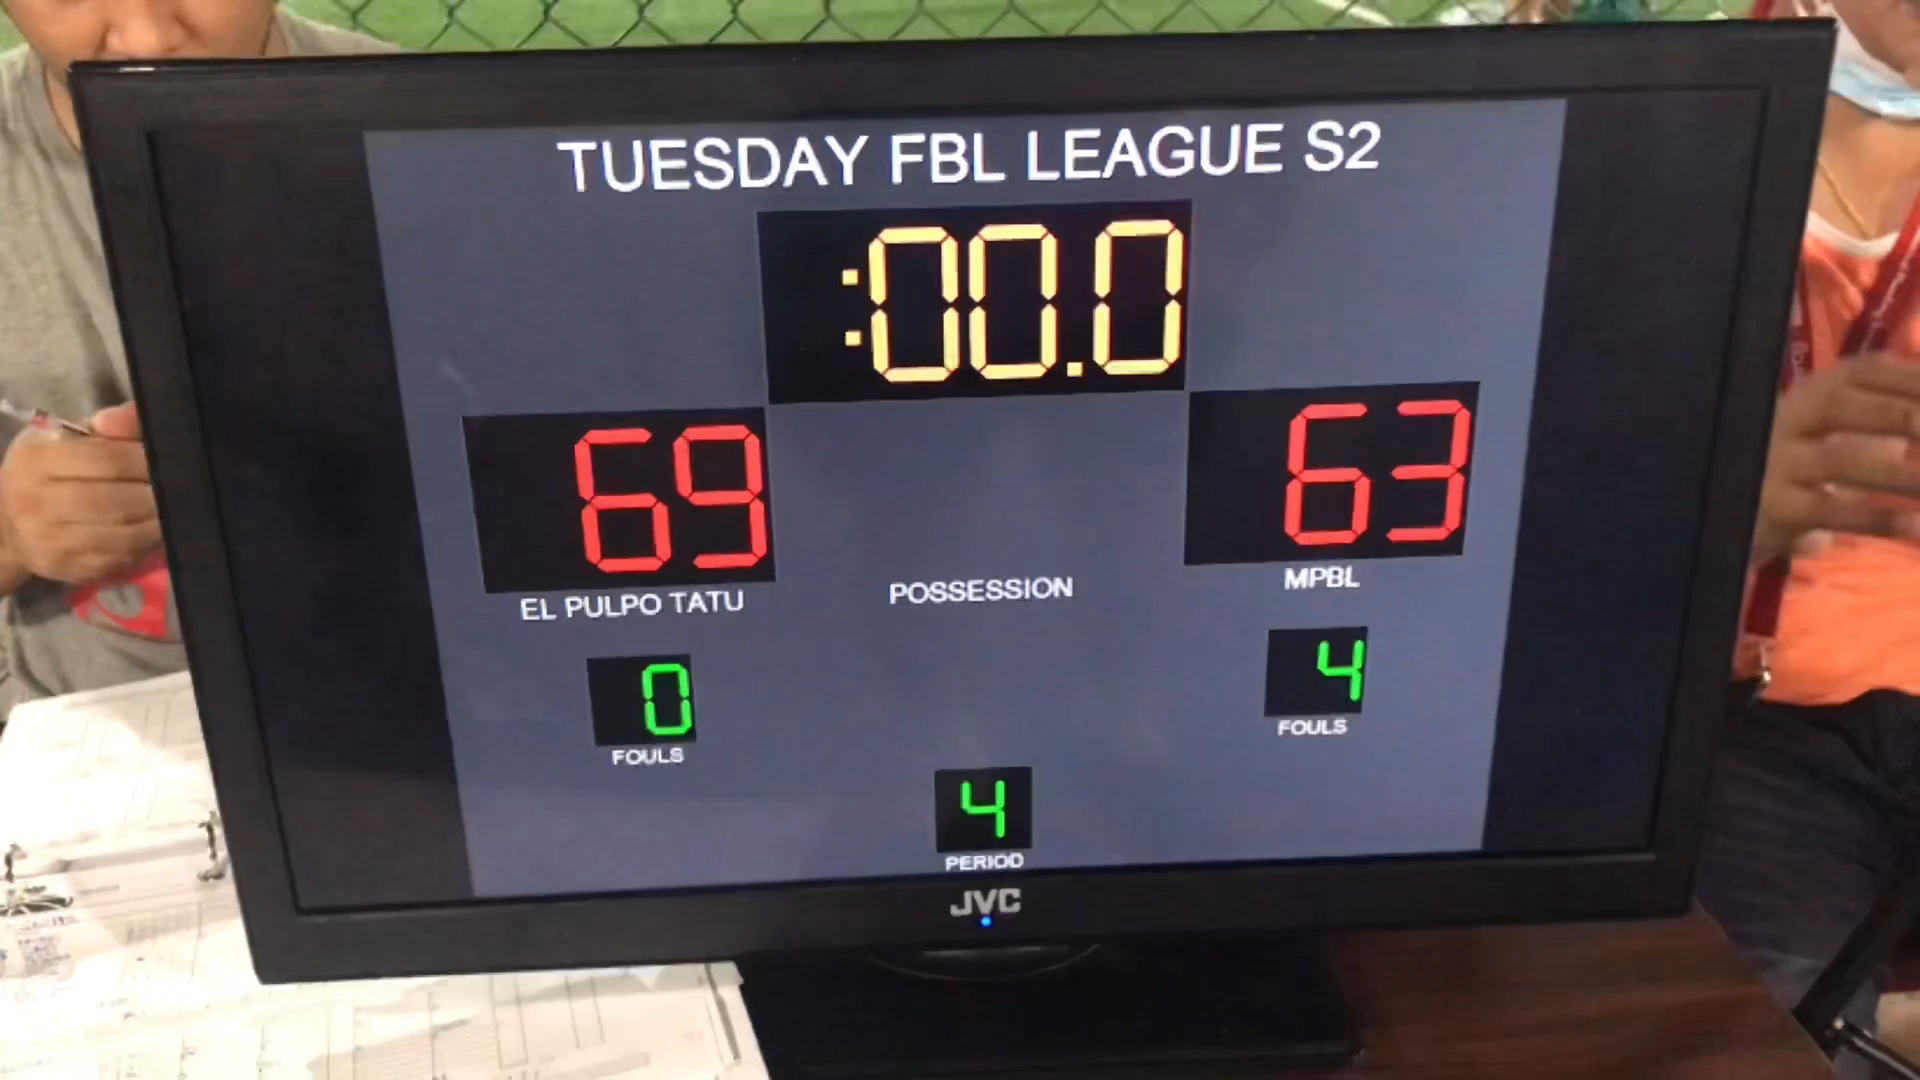 TUESDAY FBL LEAGUE S2
:00.0
69
63
EL PULPO TATU
POSSESSION
MPBL
0
4
FOULS
FOULS
4
PERIOD
JVC